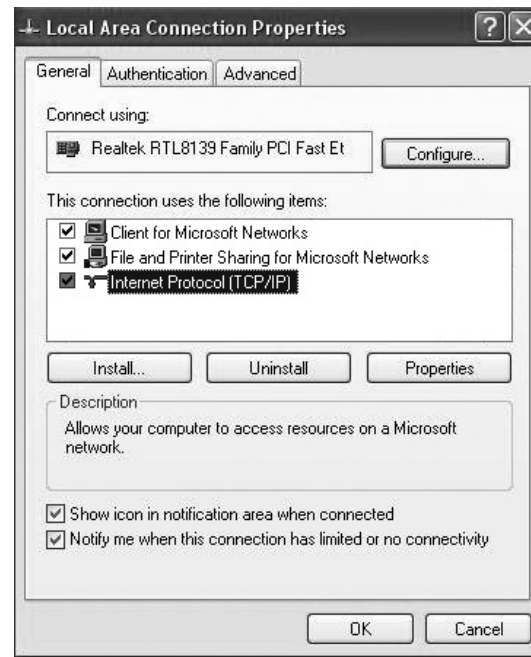 Local Area Connection Properties
General Authentication Advanced
Connect using:
Realtek RTL8139 Family PCI Fast Et Configure...
This connection uses the following items:
Client for Microsoft Networks
File and Printer Sharing for Microsoft Networks
Internet Protocol (TCP/IP)
Install... Uninstall Properties
Description
Allows your computer to access resources on a Microsoft
network.
Show icon in notification area when connected
Notify me when this connection has limited or no connectivity
OK Cancel